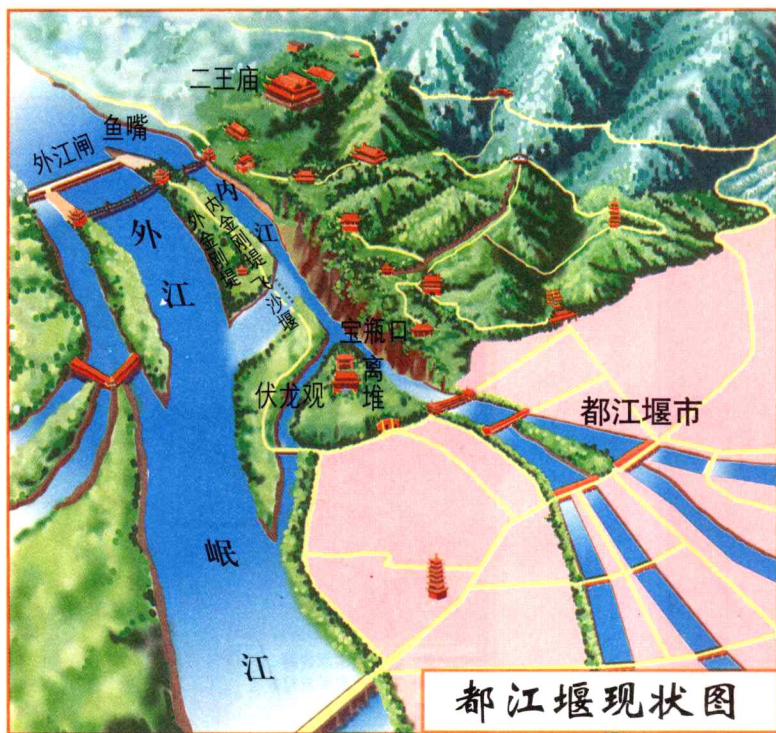 二王庙
鱼嘴
外江闸
内江
外江
外金刚堤
内金刚堤
飞沙堰
宝瓶口
离堆
伏龙观
都江堰市
岷江
都江堰现状图